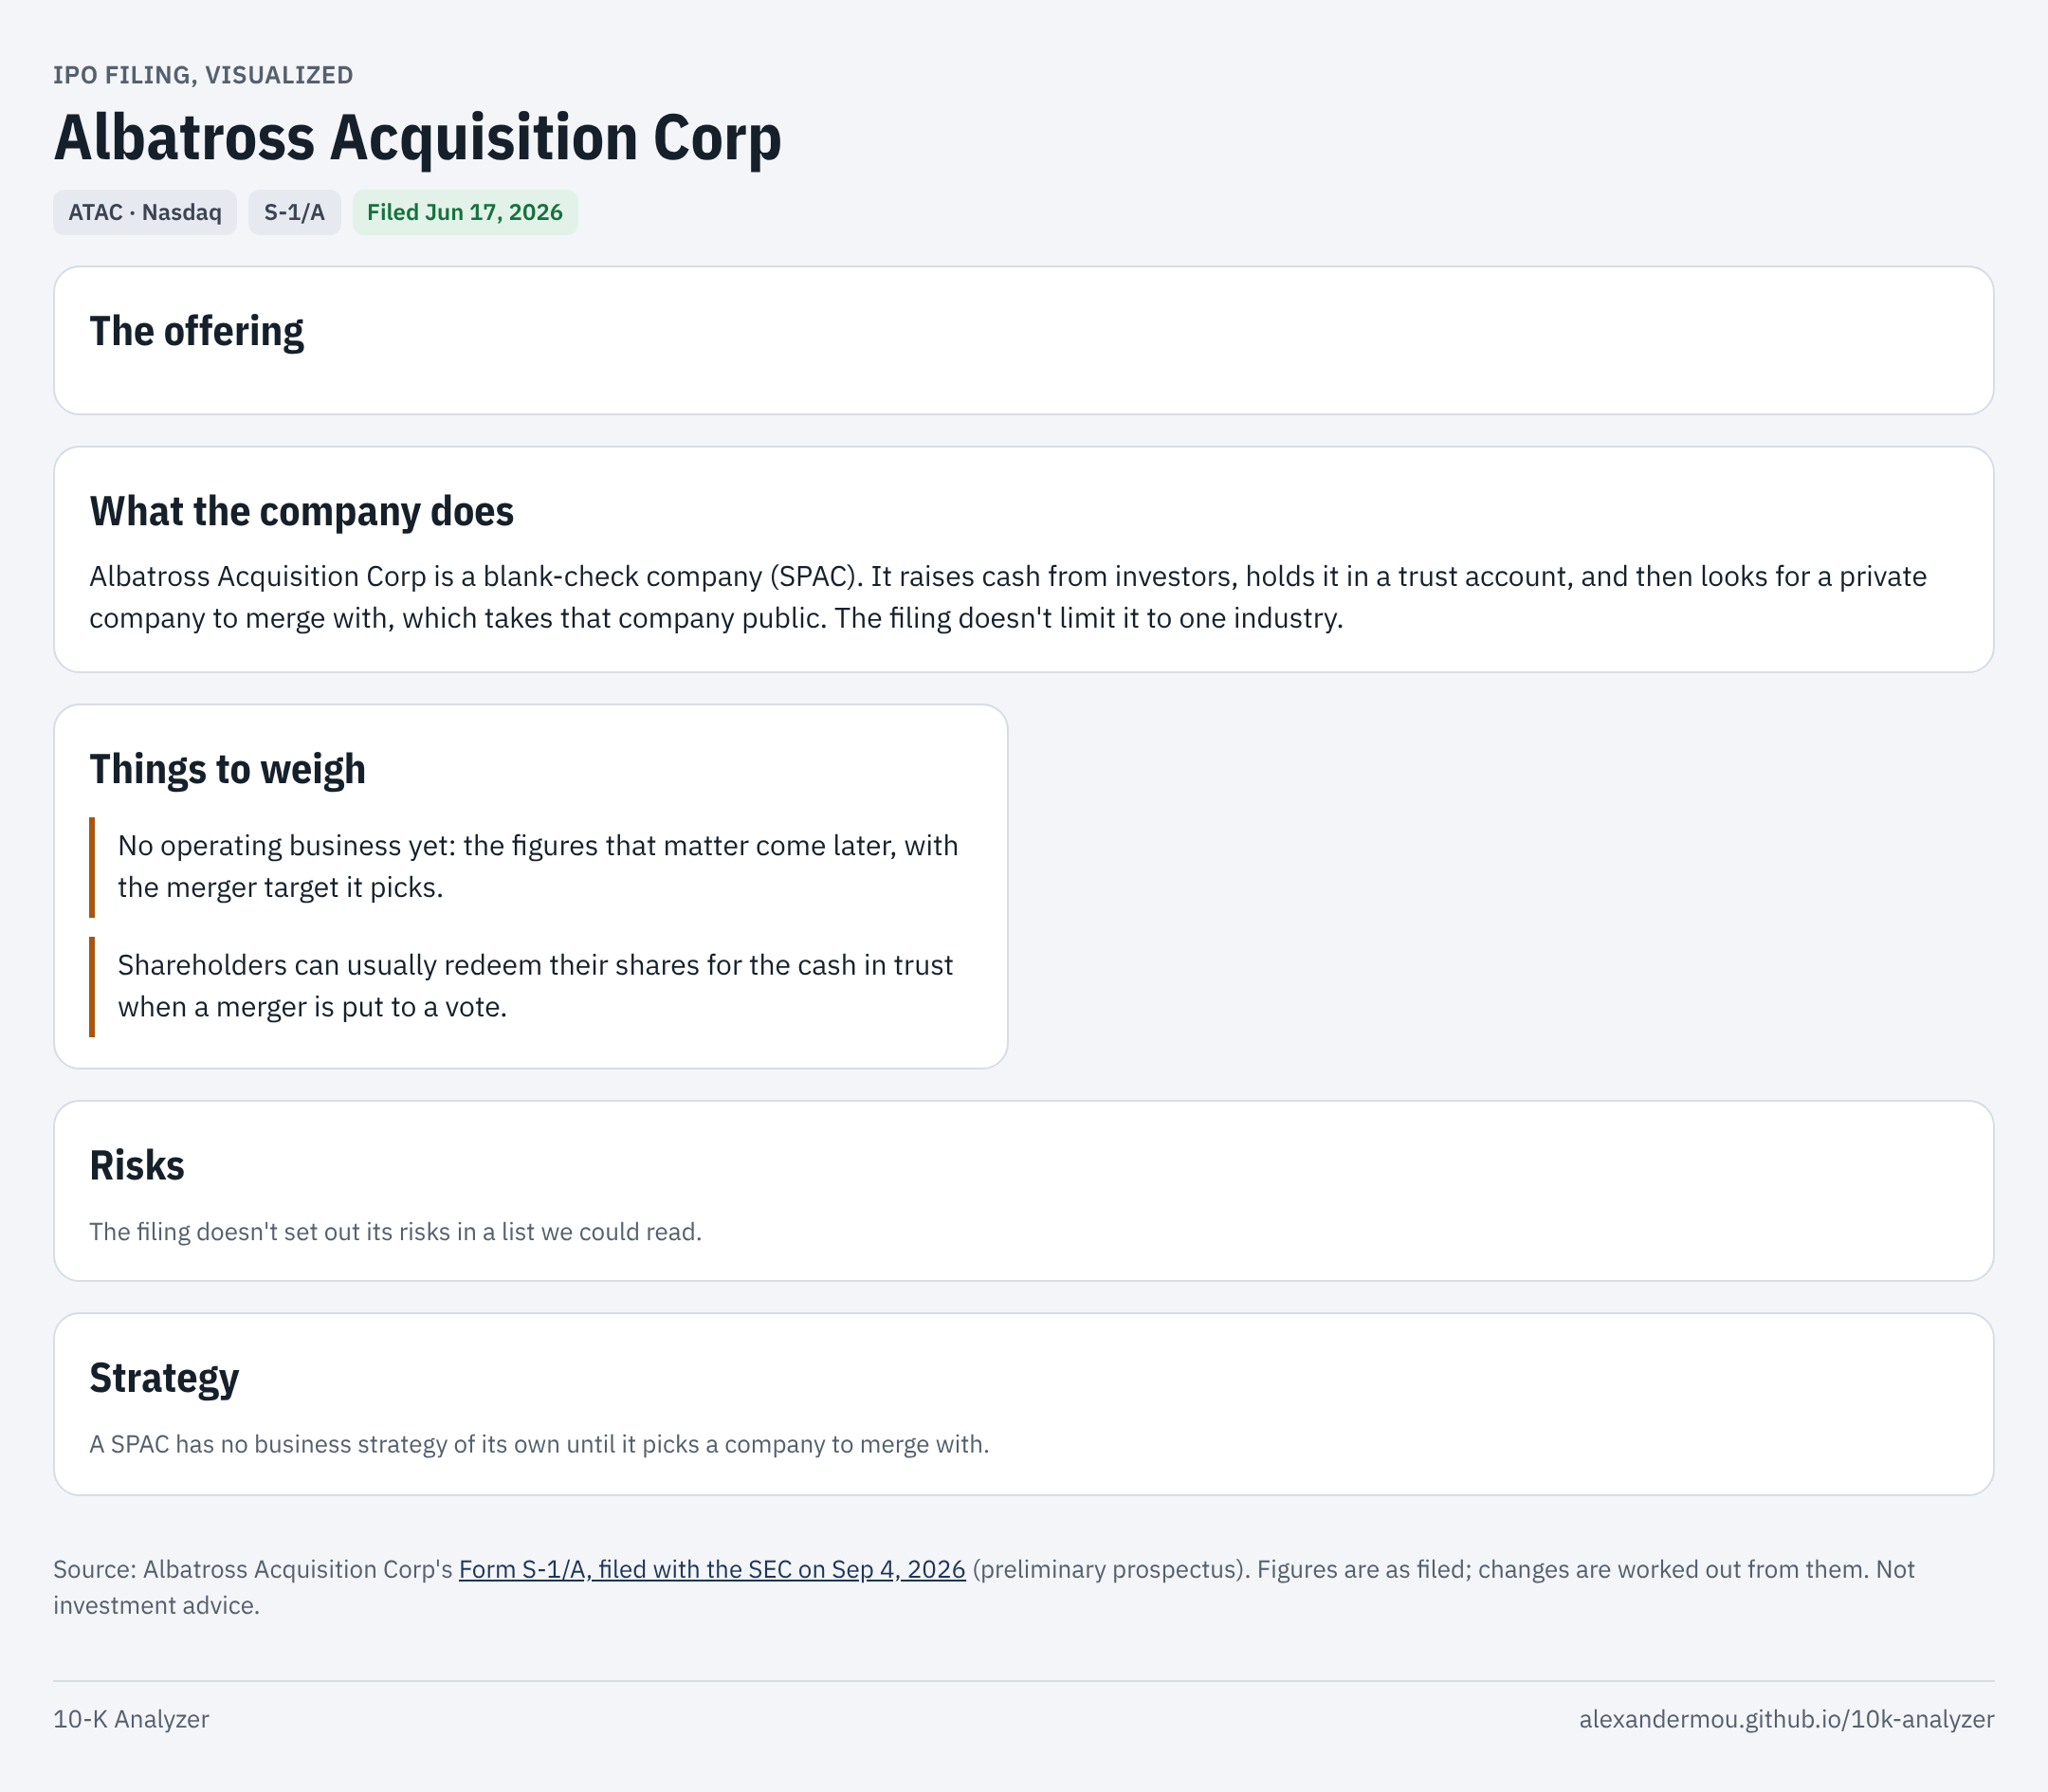 IPO FILING, VISUALIZED
Albatross Acquisition Corp
ATAC · Nasdaq S-1/A Filed Jun 17, 2026
The offering
What the company does
Albatross Acquisition Corp is a blank-check company (SPAC). It raises cash from investors, holds it in a trust account, and then looks for a private
company to merge with, which takes that company public. The filing doesn't limit it to one industry.
Things to weigh
No operating business yet: the figures that matter come later, with
the merger target it picks.
Shareholders can usually redeem their shares for the cash in trust
when a merger is put to a vote.
Risks
The filing doesn't set out its risks in a list we could read.
Strategy
A SPAC has no business strategy of its own until it picks a company to merge with.
Source: Albatross Acquisition Corp's Form S-1/A, filed with the SEC on Sep 4, 2026 (preliminary prospectus). Figures are as filed; changes are worked out from them. Not
investment advice.
10-K Analyzer
alexandermou.github.io/10k-analyzer